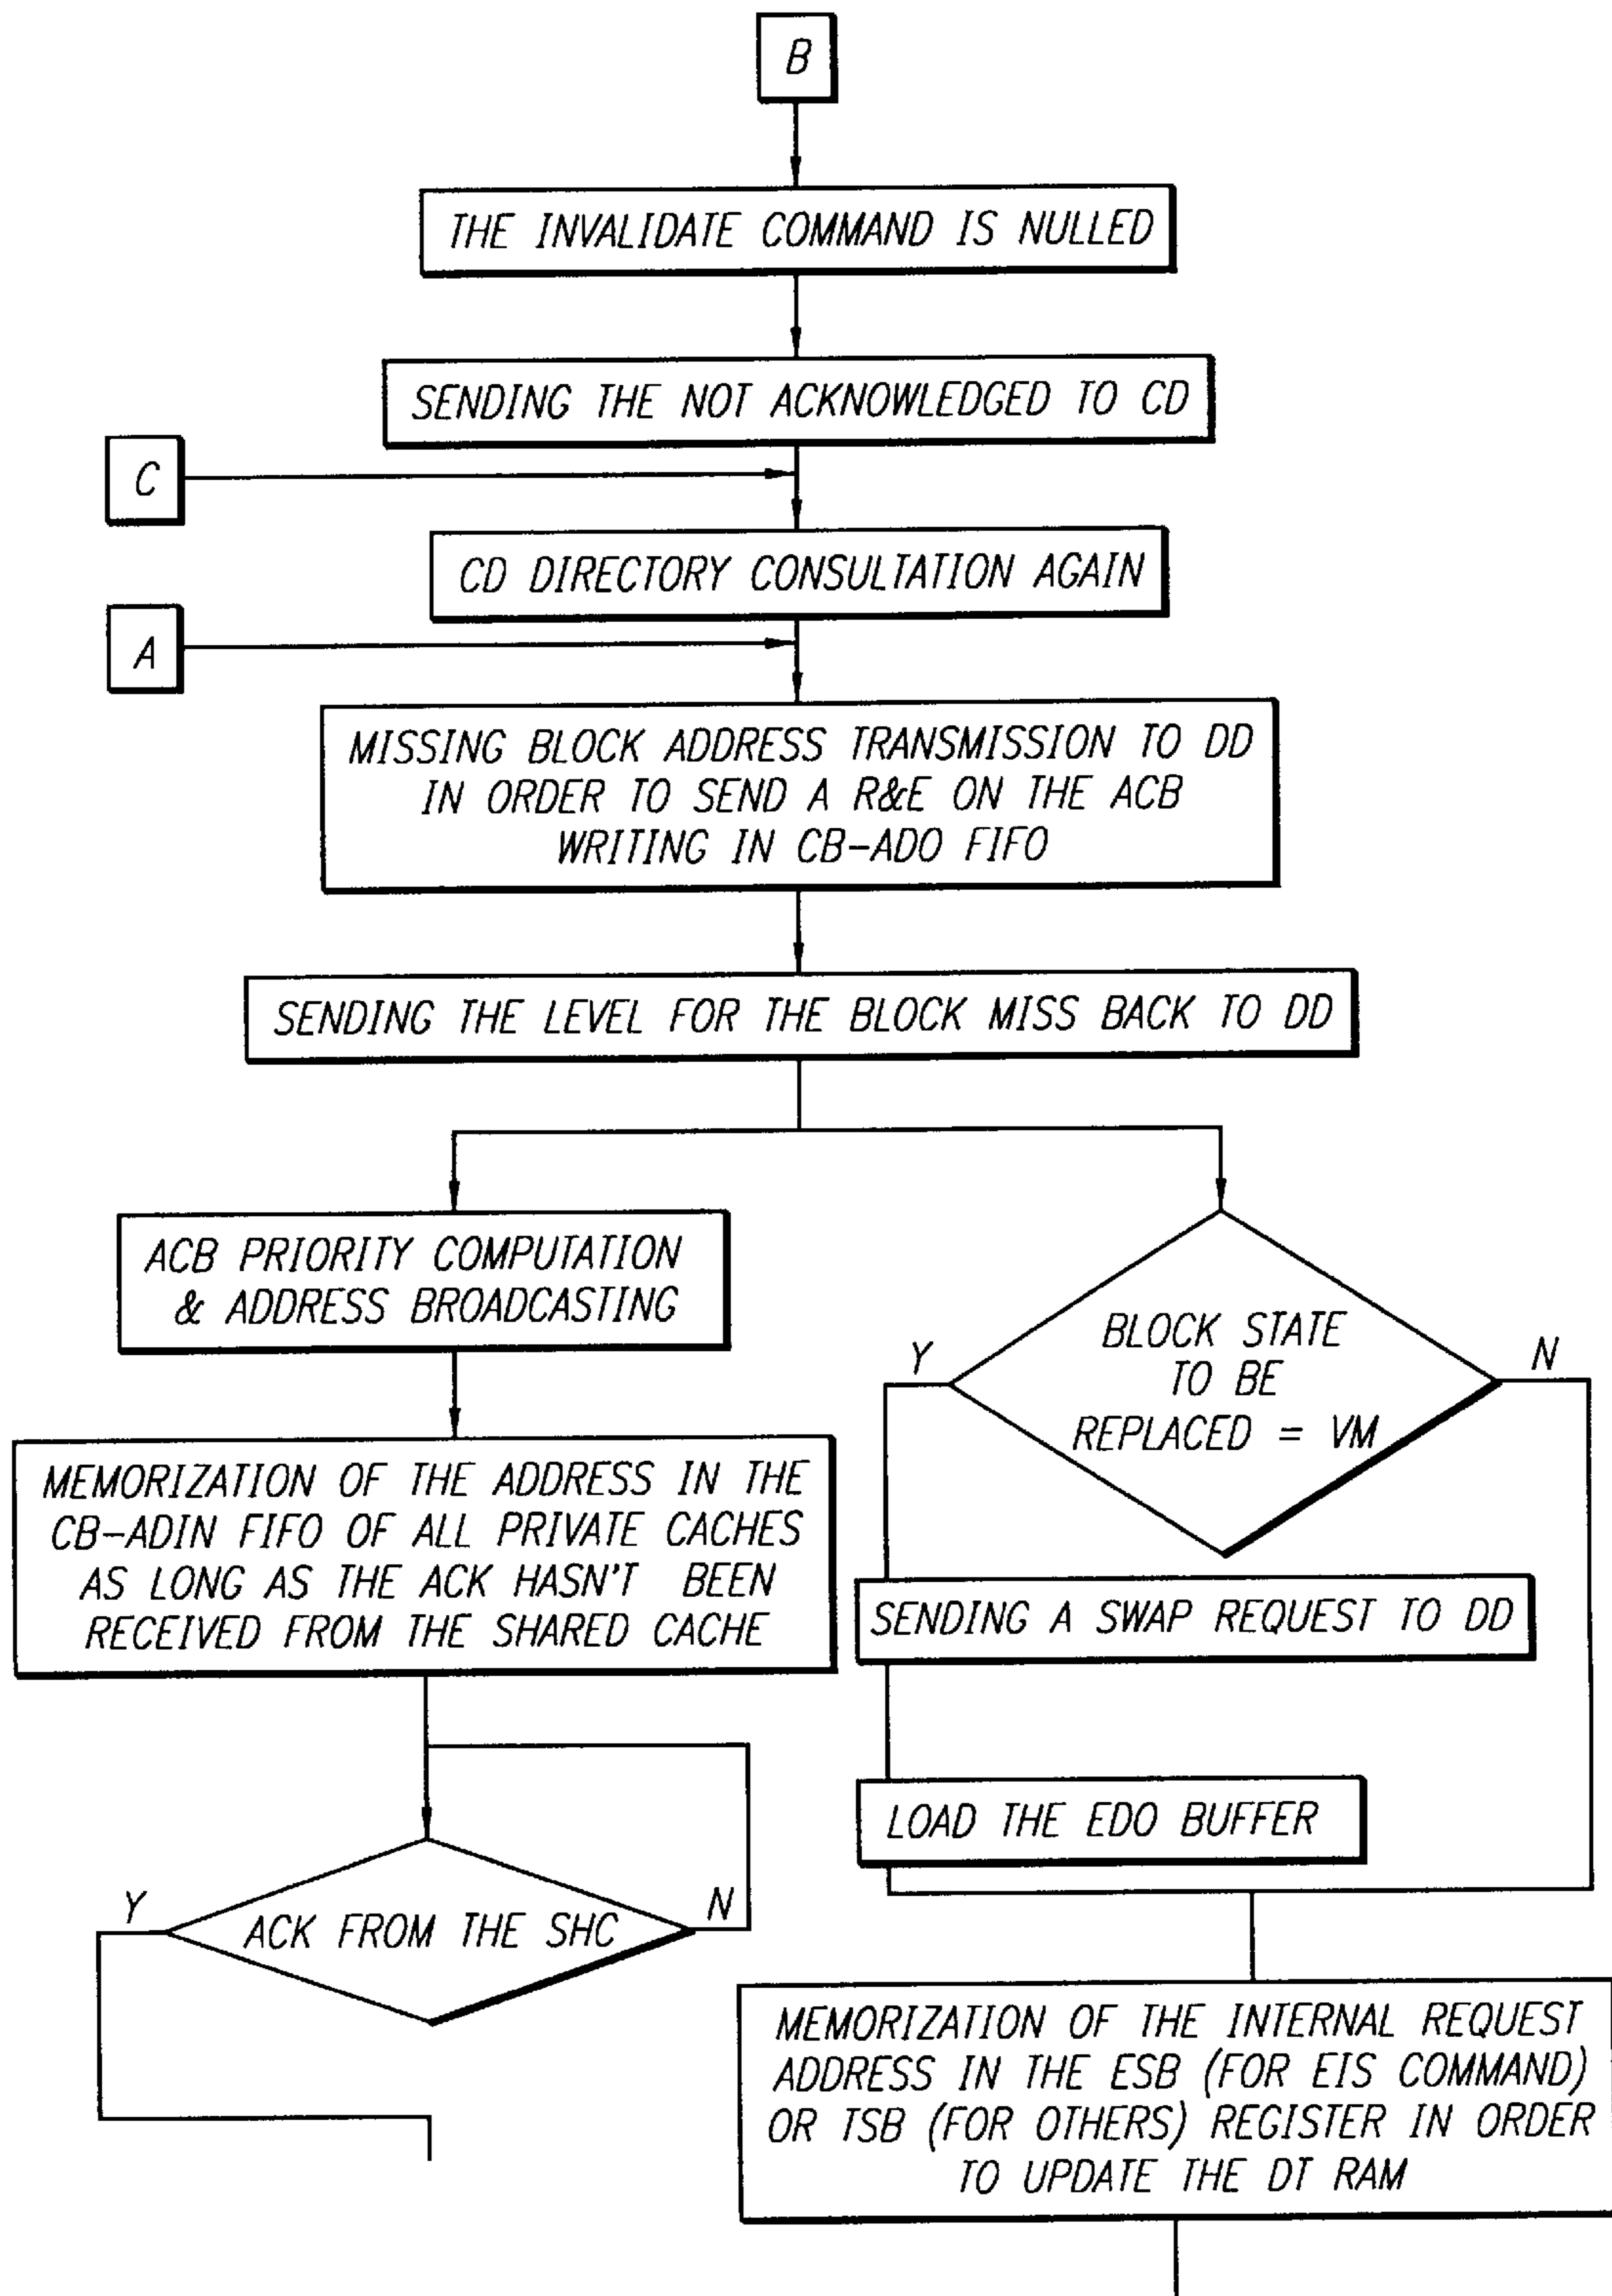 B
THE INVALIDATE COMMAND IS NULLED
SENDING THE NOT ACKNOWLEDGED TO CD
C
CD DIRECTORY CONSULTATION AGAIN
A
MISSING BLOCK ADDRESS TRANSMISSION TO DD
IN ORDER TO SEND A R&E ON THE ACB
WRITING IN CB-ADO FIFO
SENDING THE LEVEL FOR THE BLOCK MISS BACK TO DD
ACB PRIORITY COMPUTATION
& ADDRESS BROADCASTING
MEMORIZATION OF THE ADDRESS IN THE
CB-ADIN FIFO OF ALL PRIVATE CACHES
AS LONG AS THE ACK HASN'T BEEN
RECEIVED FROM THE SHARED CACHE
Y
ACK FROM THE SHC
N
Y
BLOCK STATE
TO BE
REPLACED = VM
N
SENDING A SWAP REQUEST TO DD
LOAD THE EDO BUFFER
MEMORIZATION OF THE INTERNAL REQUEST
ADDRESS IN THE ESB (FOR EIS COMMAND)
OR TSB (FOR OTHERS) REGISTER IN ORDER
TO UPDATE THE DT RAM